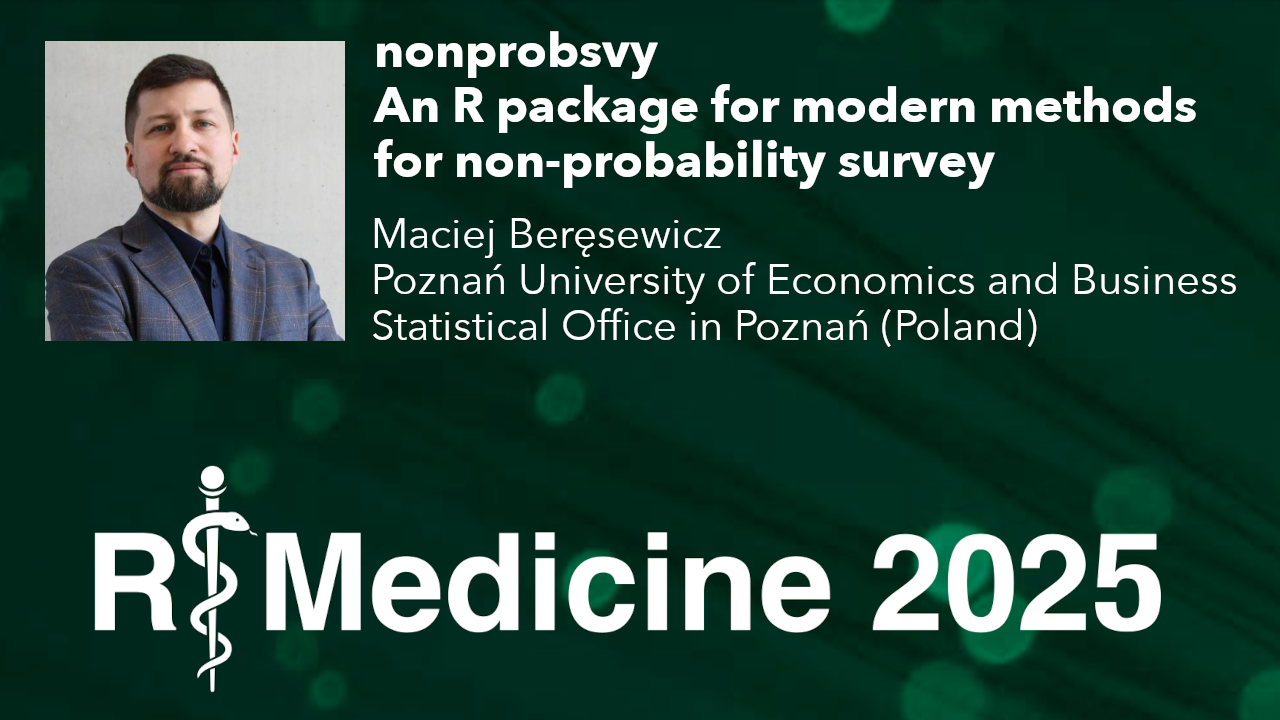 nonprobsvy
An R package for modern methods
for non-probability survey
Maciej Beręsewicz
Poznań University of Economics and Business
Statistical Office in Poznań (Poland)
R Medicine 2025